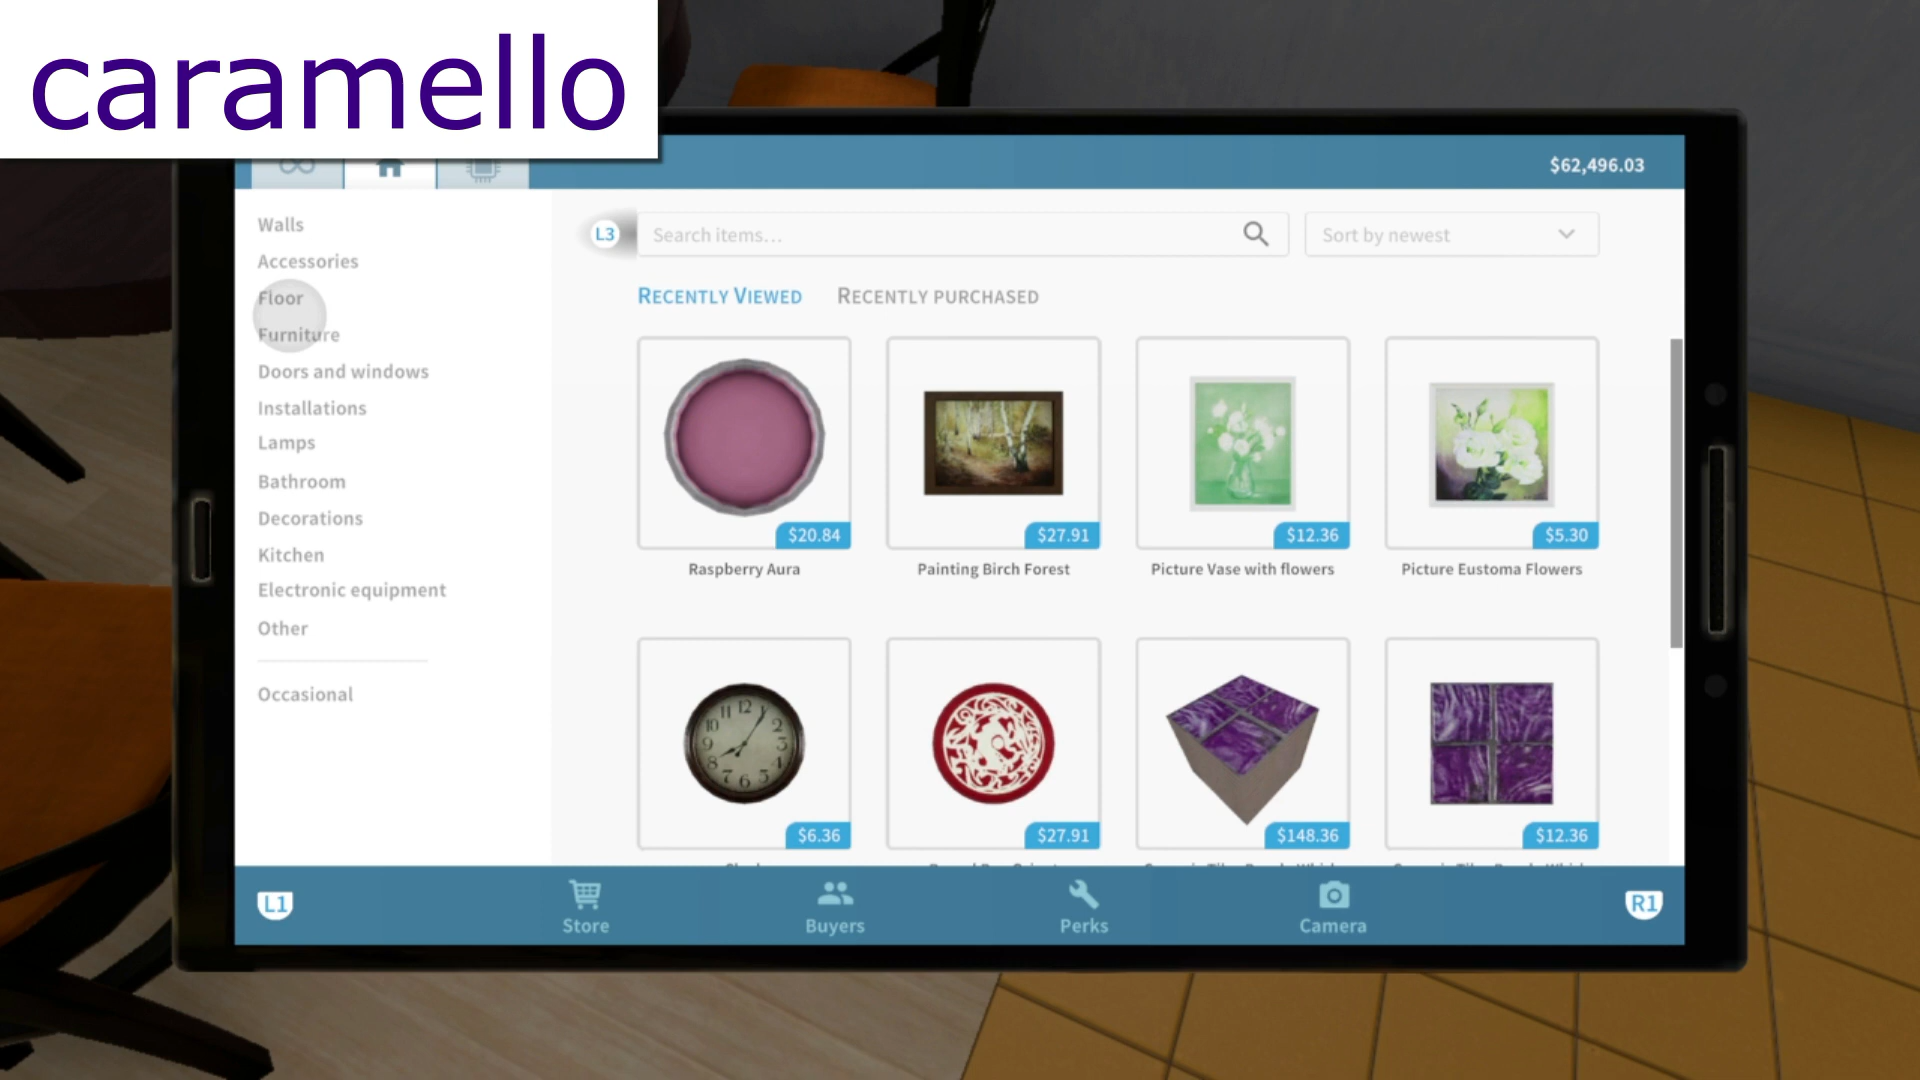 caramello
$62,496.03
Walls
Accessories
Floor
Furniture
Doors and windows
Installations
Lamps
Bathroom
Decorations
Kitchen
Electronic equipment
Other
Occasional
L3
Search items...
Sort by newest
RECENTLY VIEWED
RECENTLY PURCHASED
$20.84
Raspberry Aura
$27.91
Painting Birch Forest
$12.36
Picture Vase with flowers
$5.30
Picture Eustoma Flowers
$6.36
$27.91
$148.36
$12.36
L1
Store
Buyers
Perks
Camera
R1